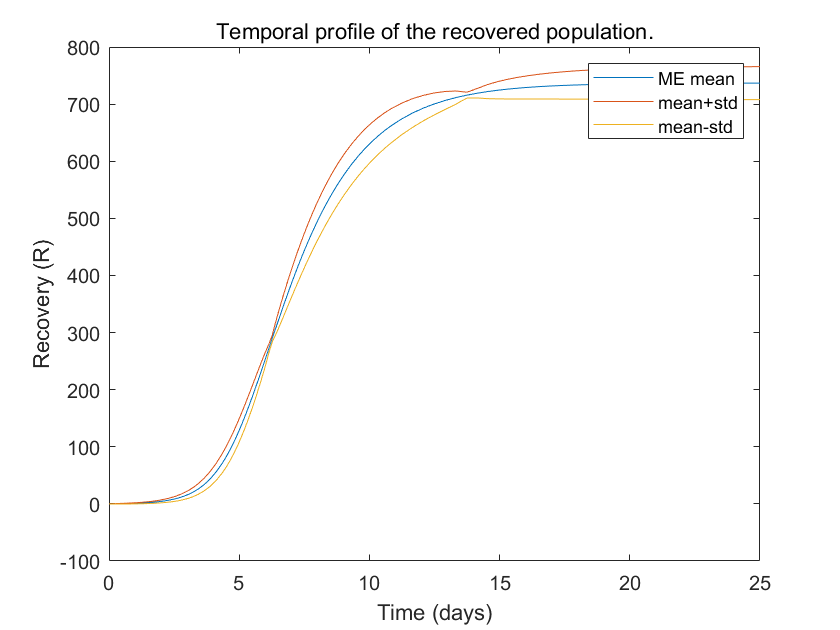 Temporal profile of the recovered population.
800
700
600
500
400
300
200
100
0
-100
Recovery (R)
ME mean
mean+std
mean-std
0
5
10
15
20
25
Time (days)